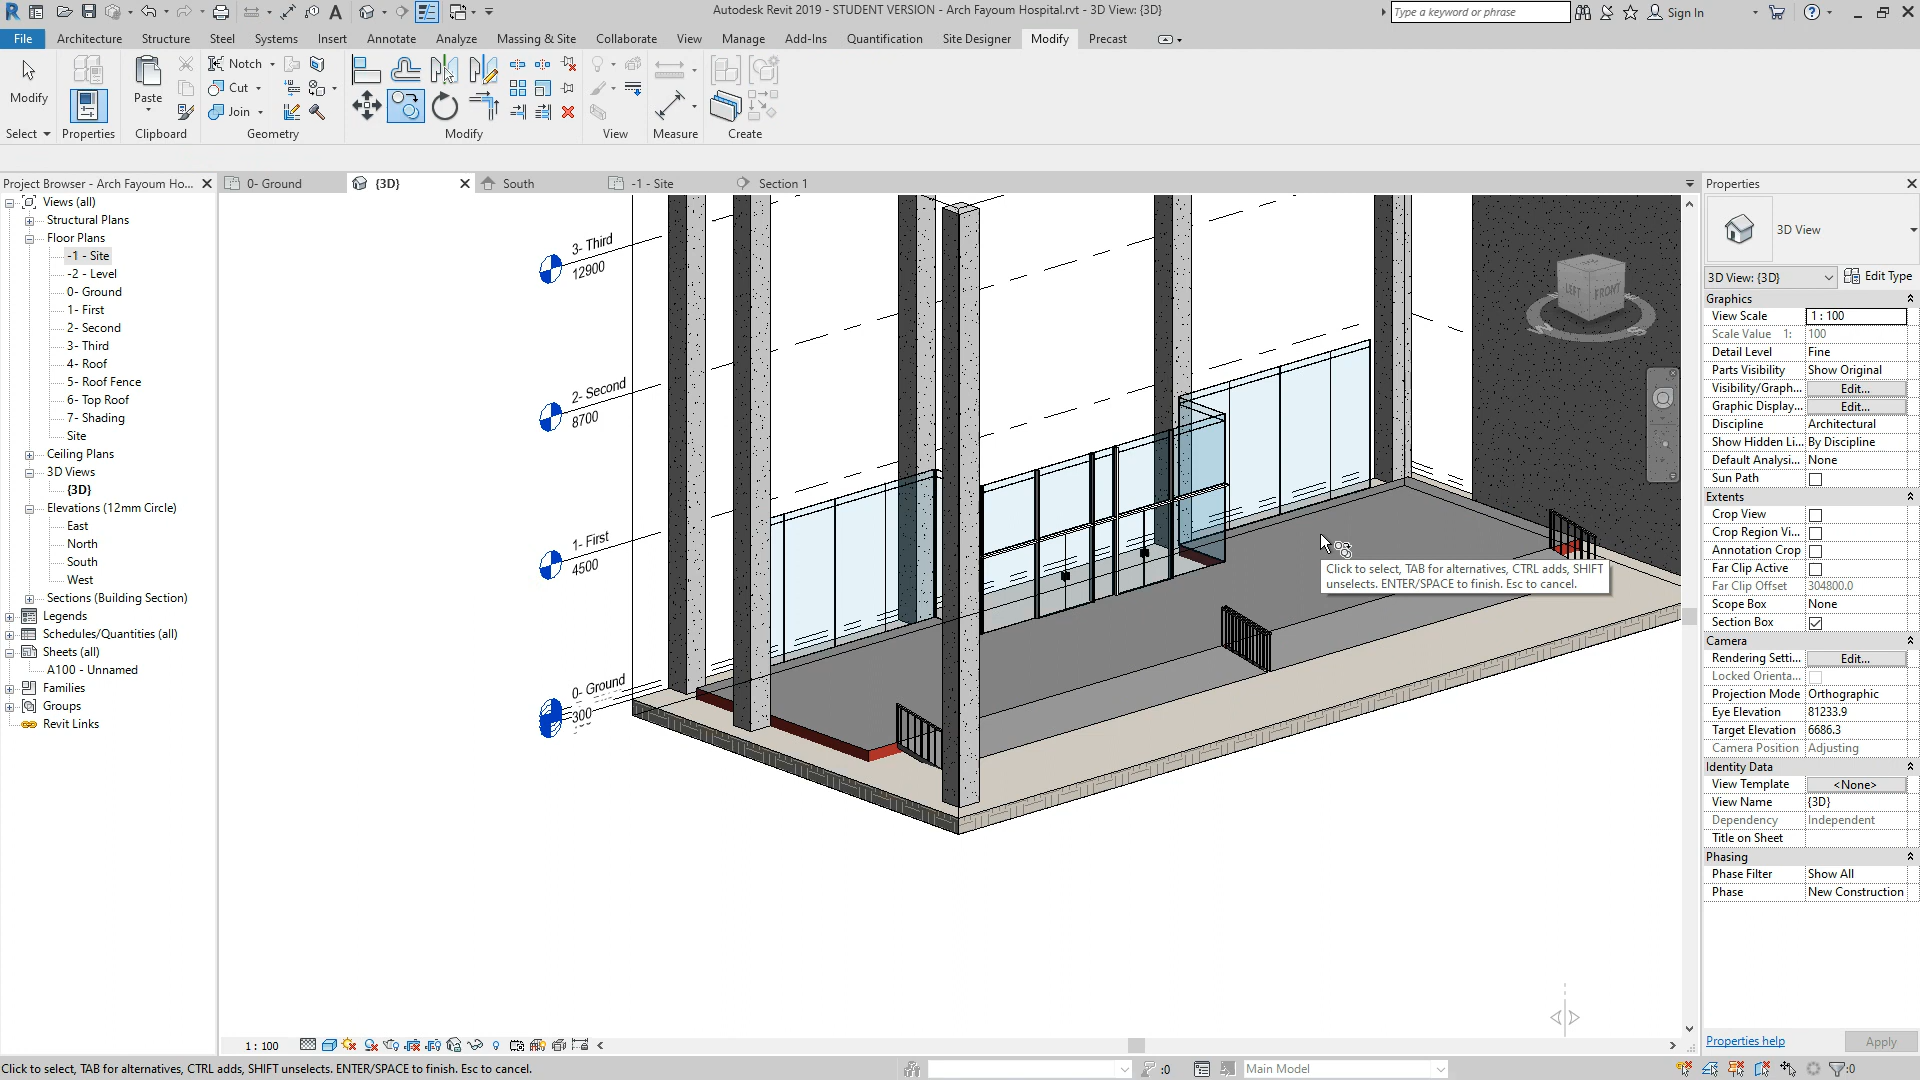 Autodesk Revit 2019 - STUDENT VERSION - Arch Fayoum Hospital.rvt - 3D View: {3D}
Type a keyword or phrase
Sign In
File Architecture Structure Steel Systems Insert Annotate Analyze Massing & Site Collaborate View Manage Add-Ins Quantification Site Designer Modify Precast
Modify
Paste
Notch
Cut
Join
Select Properties Clipboard Geometry Modify View Measure Create
Project Browser - Arch Fayoum Ho...
0- Ground {3D} South -1 - Site Section 1
Views (all)
Structural Plans
Floor Plans
-1 - Site
-2 - Level
0- Ground
1- First
2- Second
3- Third
4- Roof
5- Roof Fence
6- Top Roof
7- Shading
Site
Ceiling Plans
3D Views
{3D}
Elevations (12mm Circle)
East
North
South
West
Sections (Building Section)
Legends
Schedules/Quantities (all)
Sheets (all)
A100 - Unnamed
Families
Groups
Revit Links
3- Third
12900
2- Second
8700
1- First
4500
0- Ground
300
LEFT FRONT
Click to select, TAB for alternatives, CTRL adds, SHIFT
unselects. ENTER/SPACE to finish. Esc to cancel.
Properties
3D View
3D View: {3D} Edit Type
Graphics
View Scale 1 : 100
Scale Value 1: 100
Detail Level Fine
Parts Visibility Show Original
Visibility/Graph... Edit...
Graphic Display... Edit...
Discipline Architectural
Show Hidden Li... By Discipline
Default Analysi... None
Sun Path
Extents
Crop View
Crop Region Vi...
Annotation Crop
Far Clip Active
Far Clip Offset 304800.0
Scope Box None
Section Box
Camera
Rendering Setti... Edit...
Locked Orienta...
Projection Mode Orthographic
Eye Elevation 81233.9
Target Elevation 6686.3
Camera Position Adjusting
Identity Data
View Template <None>
View Name {3D}
Dependency Independent
Title on Sheet
Phasing
Phase Filter Show All
Phase New Construction
Properties help Apply
1 : 100
Click to select, TAB for alternatives, CTRL adds, SHIFT unselects. ENTER/SPACE to finish. Esc to cancel.
:0 Main Model :0